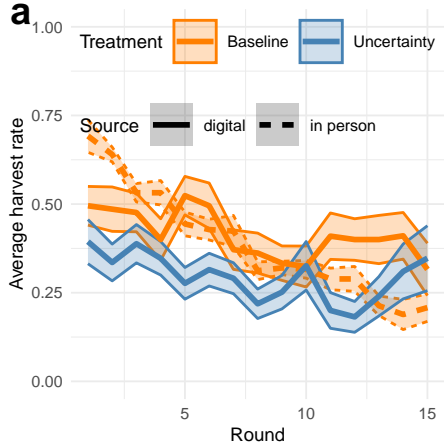 a
1.00
Treatment Baseline Uncertainty
0.75
Source digital in person
0.50
0.25
0.00
Average harvest rate
5 10 15
Round